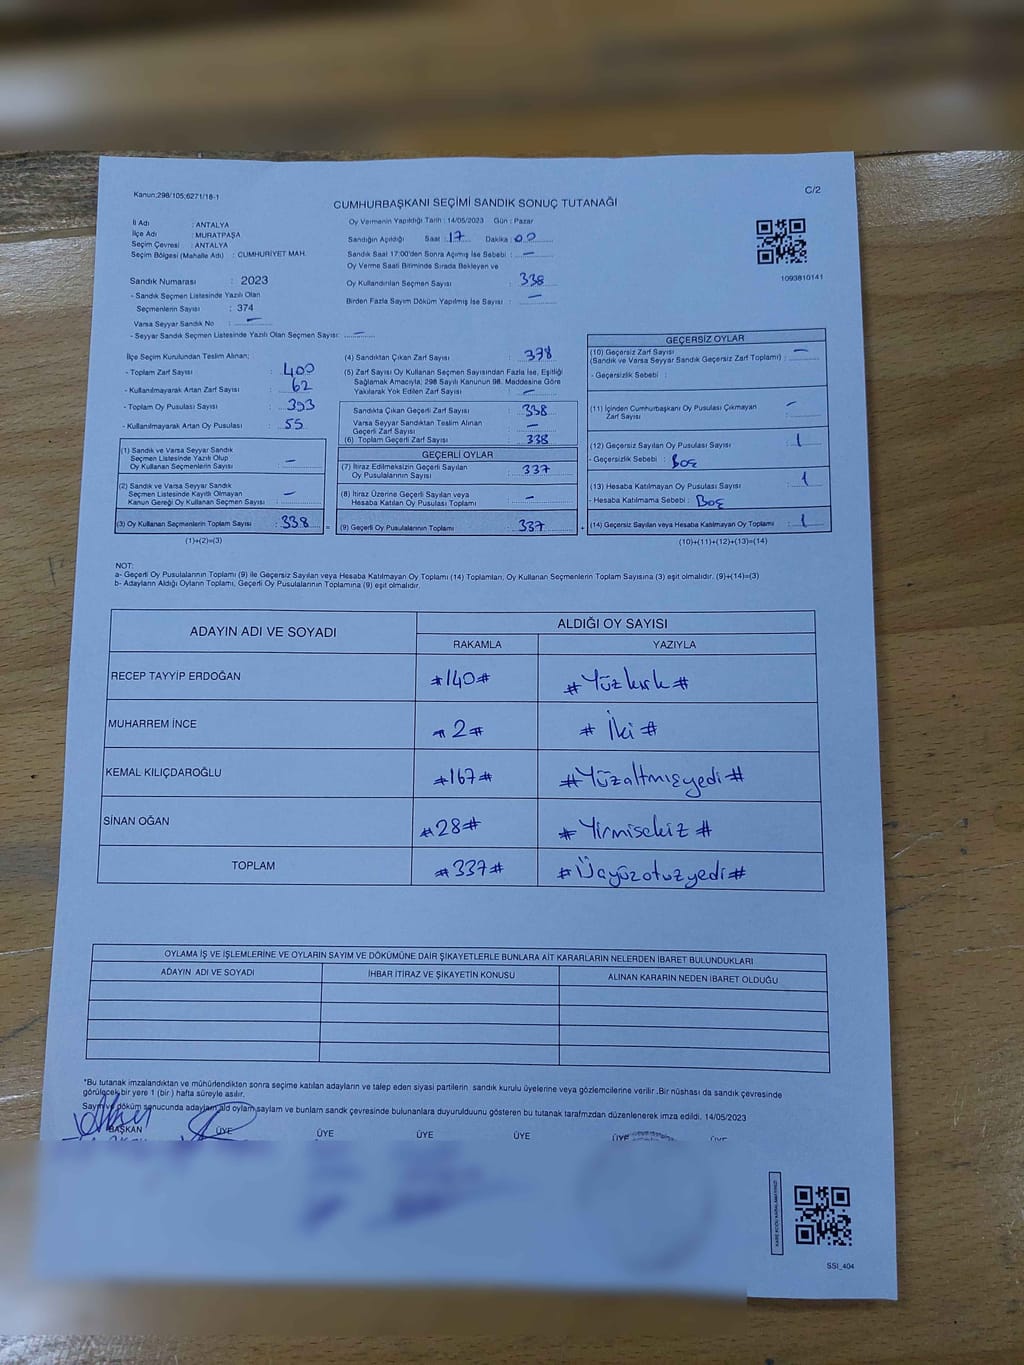 Kanun;298/105;6271/18-1
C/2
CUMHURBAŞKANI SEÇİMİ SANDIK SONUÇ TUTANAĞI
İl Adı : ANTALYA
İlçe Adı : MURATPAŞA
Seçim Çevresi : ANTALYA
Seçim Bölgesi (Mahalle Adı) : CUMHURİYET MAH.
Oy Vermenin Yapıldığı Tarih : 14/05/2023 Gün : Pazar
Sandığın Açıldığı Saat : 17 Dakika : 00
Sandık Saat 17:00'den Sonra Açılmış İse Sebebi : —
Oy Verme Saati Bitiminde Sırada Bekleyen ve
Oy Kullandırılan Seçmen Sayısı : 338
Birden Fazla Sayım Döküm Yapılmış İse Sayısı : —
1093810141
Sandık Numarası : 2023
- Sandık Seçmen Listesinde Yazılı Olan
Seçmenlerin Sayısı : 374
Varsa Seyyar Sandık No : —
- Seyyar Sandık Seçmen Listesinde Yazılı Olan Seçmen Sayısı: —
İlçe Seçim Kurulundan Teslim Alınan;
- Toplam Zarf Sayısı : 400
- Kullanılmayarak Artan Zarf Sayısı : 62
- Toplam Oy Pusulası Sayısı : 393
- Kullanılmayarak Artan Oy Pusulası : 55
(1) Sandık ve Varsa Seyyar Sandık
Seçmen Listesinde Yazılı Olup
Oy Kullanan Seçmenlerin Sayısı : —
(2) Sandık ve Varsa Seyyar Sandık
Seçmen Listesinde Kayıtlı Olmayan
Kanun Gereği Oy Kullanan Seçmen Sayısı : —
(3) Oy Kullanan Seçmenlerin Toplam Sayısı : 338 =
(1)+(2)=(3)
(4) Sandıktan Çıkan Zarf Sayısı : 338
(5) Zarf Sayısı Oy Kullanan Seçmen Sayısından Fazla İse, Eşitliği
Sağlamak Amacıyla; 298 Sayılı Kanunun 98. Maddesine Göre
Yakılarak Yok Edilen Zarf Sayısı : —
Sandıkta Çıkan Geçerli Zarf Sayısı : 338
Varsa Seyyar Sandıktan Teslim Alınan
Geçerli Zarf Sayısı : —
(6) Toplam Geçerli Zarf Sayısı : 338
GEÇERLİ OYLAR
(7) İtiraz Edilmeksizin Geçerli Sayılan
Oy Pusulalarının Sayısı : 337
(8) İtiraz Üzerine Geçerli Sayılan veya
Hesaba Katılan Oy Pusulası Toplamı : —
(9) Geçerli Oy Pusulalarının Toplamı : 337 +
GEÇERSİZ OYLAR
(10) Geçersiz Zarf Sayısı
(Sandık ve Varsa Seyyar Sandık Geçersiz Zarf Toplamı) : —
- Geçersizlik Sebebi :
(11) İçinden Cumhurbaşkanı Oy Pusulası Çıkmayan
Zarf Sayısı : —
(12) Geçersiz Sayılan Oy Pusulası Sayısı : 1
- Geçersizlik Sebebi : Boş
(13) Hesaba Katılmayan Oy Pusulası Sayısı : 1
- Hesaba Katılmama Sebebi : Boş
(14) Geçersiz Sayılan veya Hesaba Katılmayan Oy Toplamı : 1
(10)+(11)+(12)+(13)=(14)
NOT:
a- Geçerli Oy Pusulalarının Toplamı (9) ile Geçersiz Sayılan veya Hesaba Katılmayan Oy Toplamı (14) Toplamları, Oy Kullanan Seçmenlerin Toplam Sayısına (3) eşit olmalıdır. (9)+(14)=(3)
b- Adayların Aldığı Oyların Toplamı, Geçerli Oy Pusulalarının Toplamına (9) eşit olmalıdır.
ADAYIN ADI VE SOYADI
ALDIĞI OY SAYISI
RAKAMLA YAZIYLA
RECEP TAYYİP ERDOĞAN #140# #Yüzkırk#
MUHARREM İNCE #2# #İki#
KEMAL KILIÇDAROĞLU #167# #Yüzaltmışyedi#
SİNAN OĞAN #28# #Yirmisekiz#
TOPLAM #337# #Üçyüzotuzyedi#
OYLAMA İŞ VE İŞLEMLERİNE VE OYLARIN SAYIM VE DÖKÜMÜNE DAİR ŞİKAYETLERLE BUNLARA AİT KARARLARIN NELERDEN İBARET BULUNDUKLARI
ADAYIN ADI VE SOYADI İHBAR İTİRAZ VE ŞİKAYETİN KONUSU ALINAN KARARIN NEDEN İBARET OLDUĞU
*Bu tutanak imzalandıktan ve mühürlendikten sonra seçime katılan adayların ve talep eden siyasi partilerin sandık kurulu üyelerine veya gözlemcilerine verilir .Bir nüshası da sandık çevresinde
görülecek bir yere 1 (bir ) hafta süreyle asılır.
Sayım ve döküm sonucunda adayların ald oyların saylam ve bunlarn sandk çevresinde bulunanlara duyurulduunu gösteren bu tutanak tarafmzdan düzenlenerek imza edildi. 14/05/2023
BAŞKAN ÜYE ÜYE ÜYE ÜYE ÜYE ÜYE
SSI_404